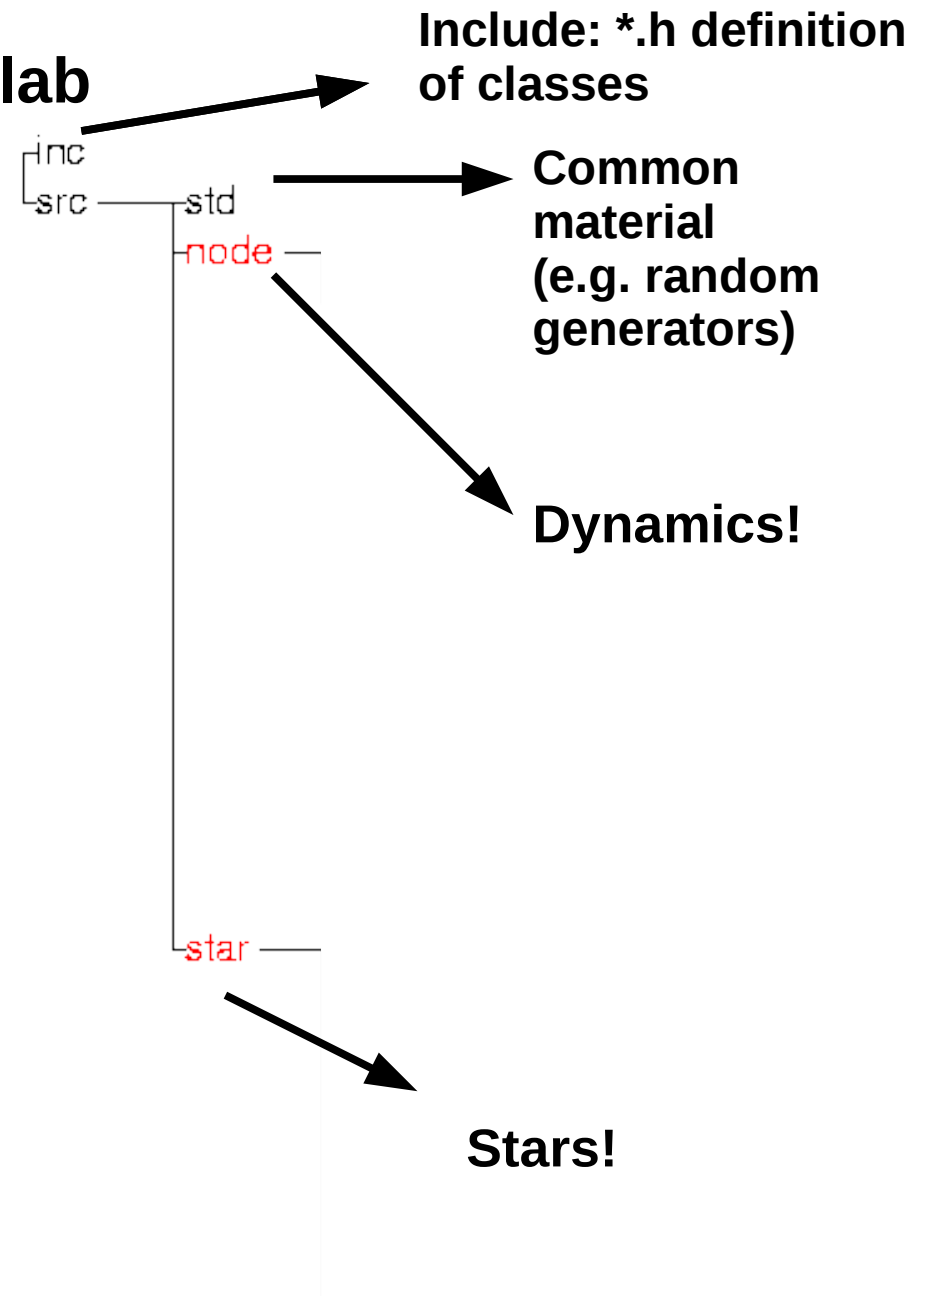 Include: *.h definition
of classes
lab
inc
src
std
node
Common
material
(e.g. random
generators)
Dynamics!
star
Stars!